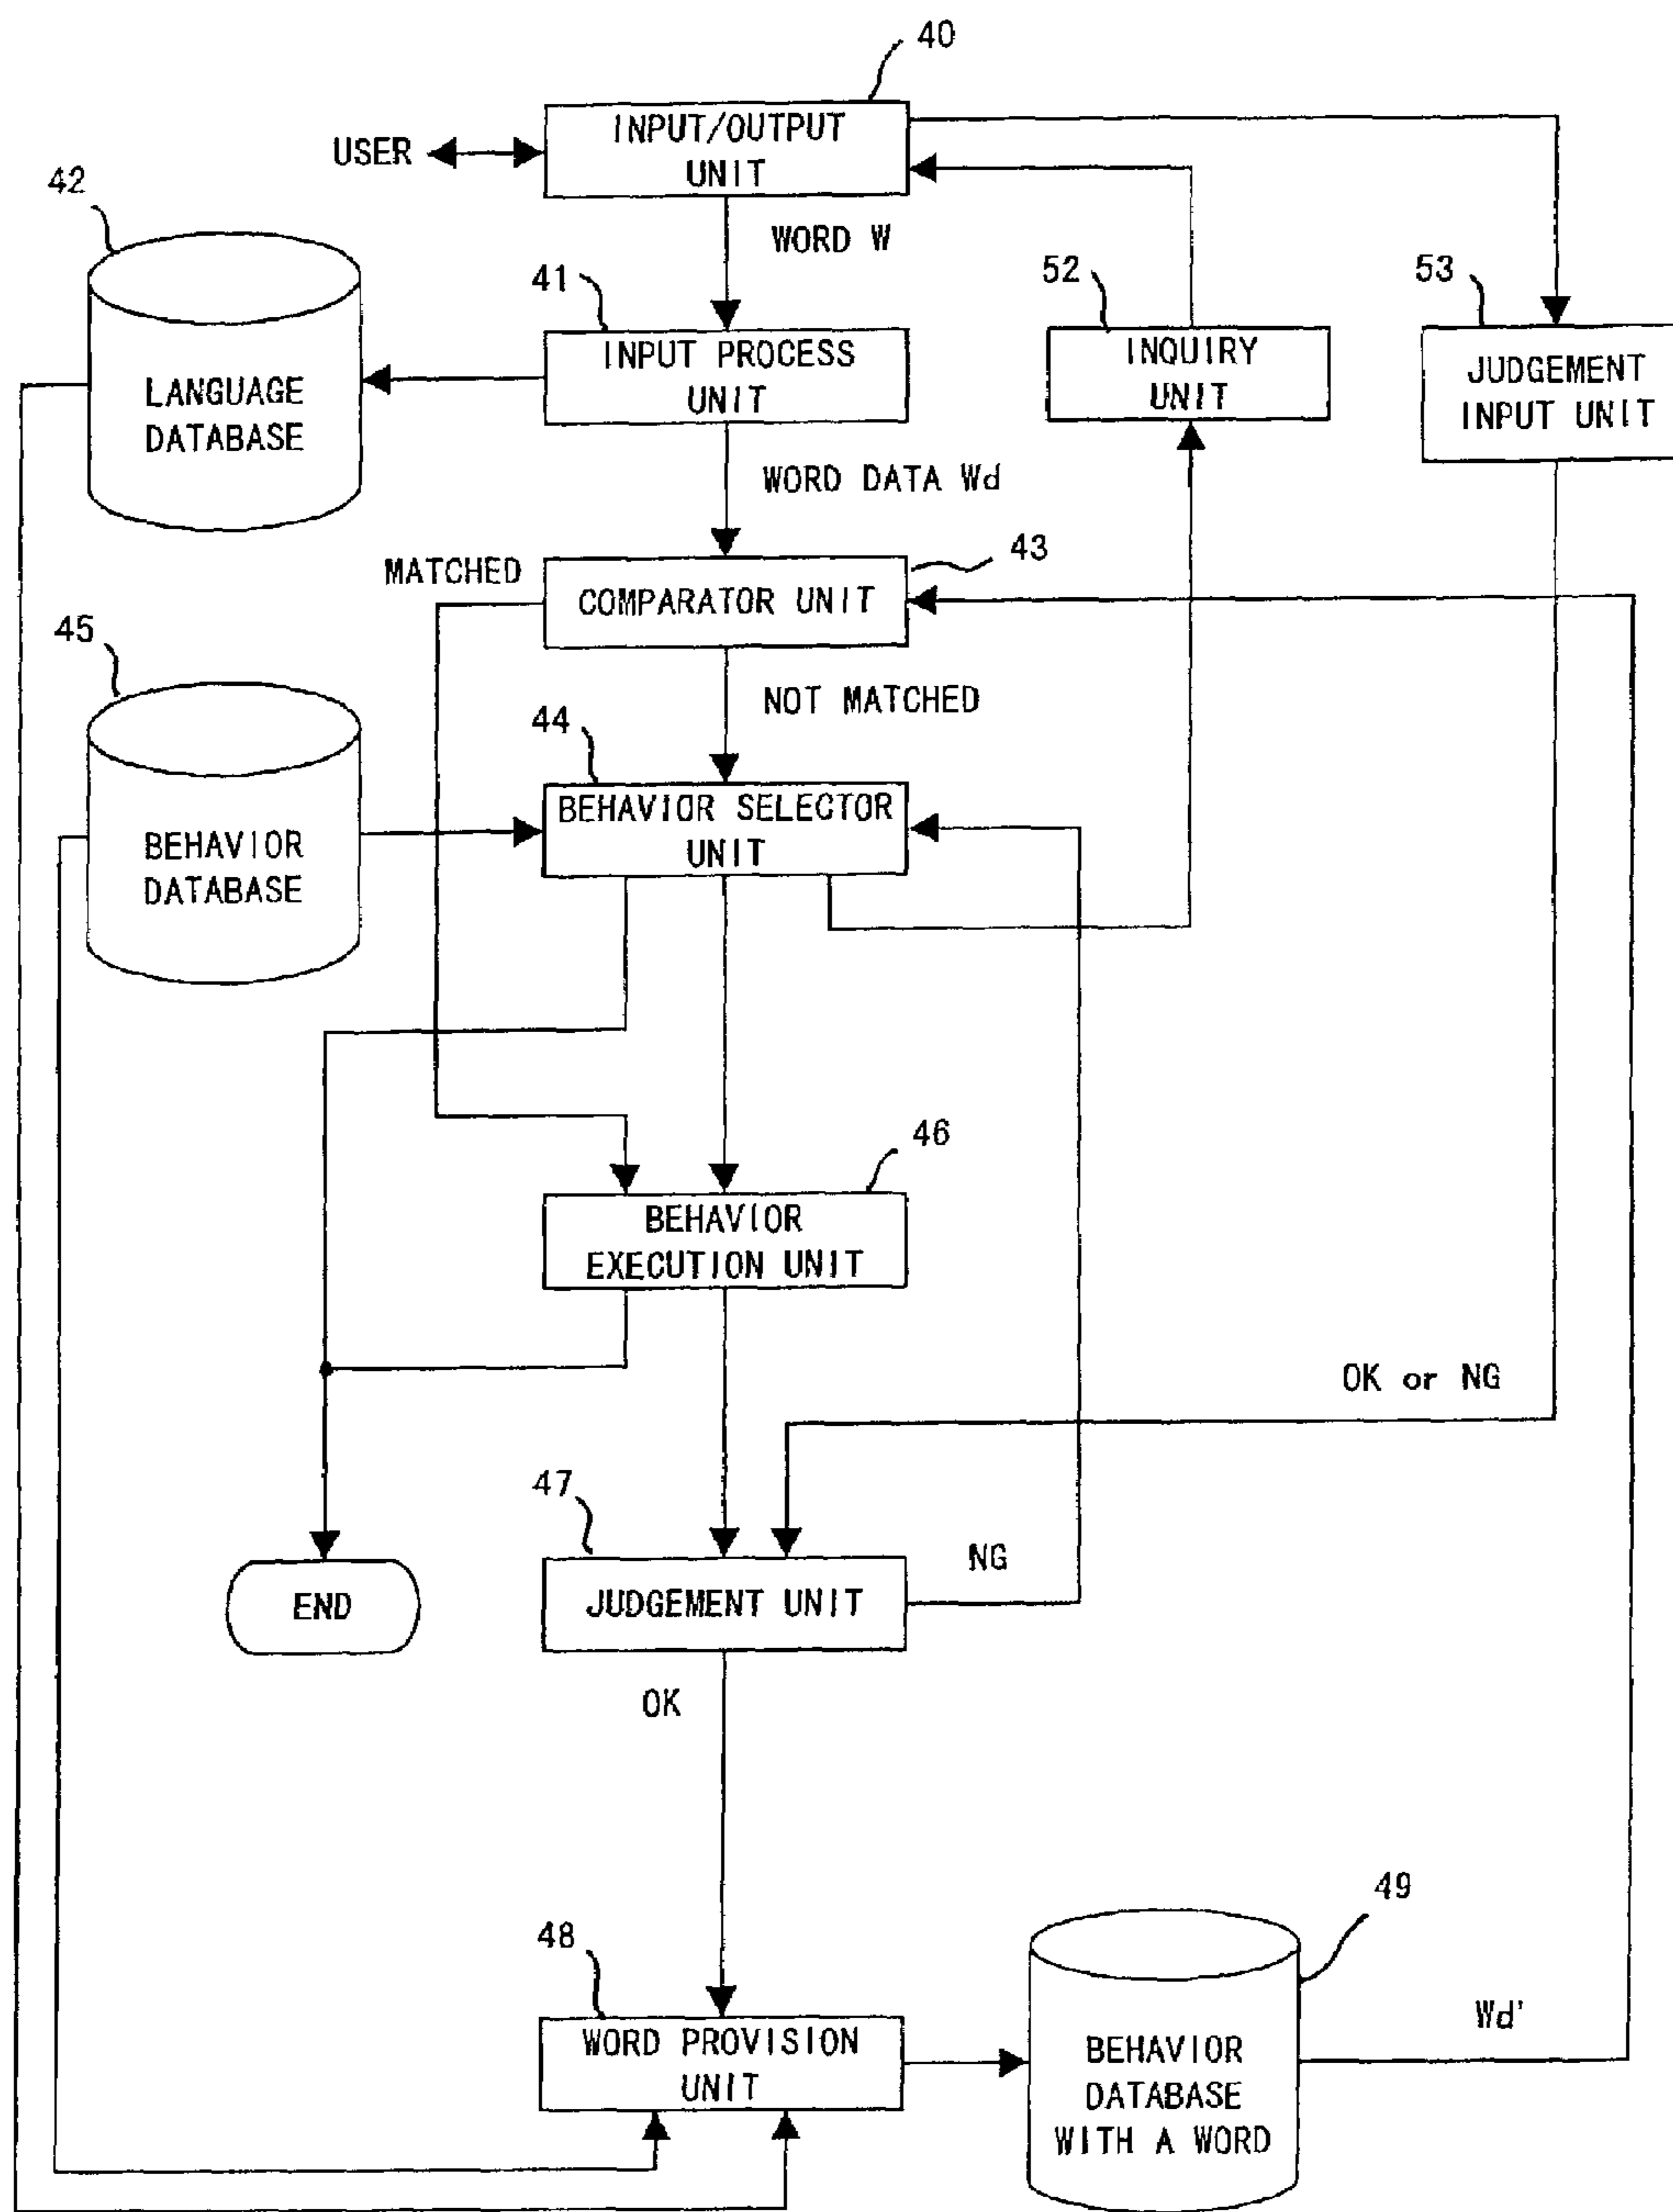 40
INPUT/OUTPUT
UNIT
USER
42
WORD W
41
52
53
INPUT PROCESS
UNIT
INQUIRY
UNIT
JUDGEMENT
INPUT UNIT
LANGUAGE
DATABASE
WORD DATA Wd
43
MATCHED
COMPARATOR UNIT
45
NOT MATCHED
44
BEHAVIOR SELECTOR
UNIT
BEHAVIOR
DATABASE
46
BEHAVIOR
EXECUTION UNIT
OK or NG
47
NG
JUDGEMENT UNIT
END
OK
49
48
WORD PROVISION
UNIT
Wd'
BEHAVIOR
DATABASE
WITH A WORD